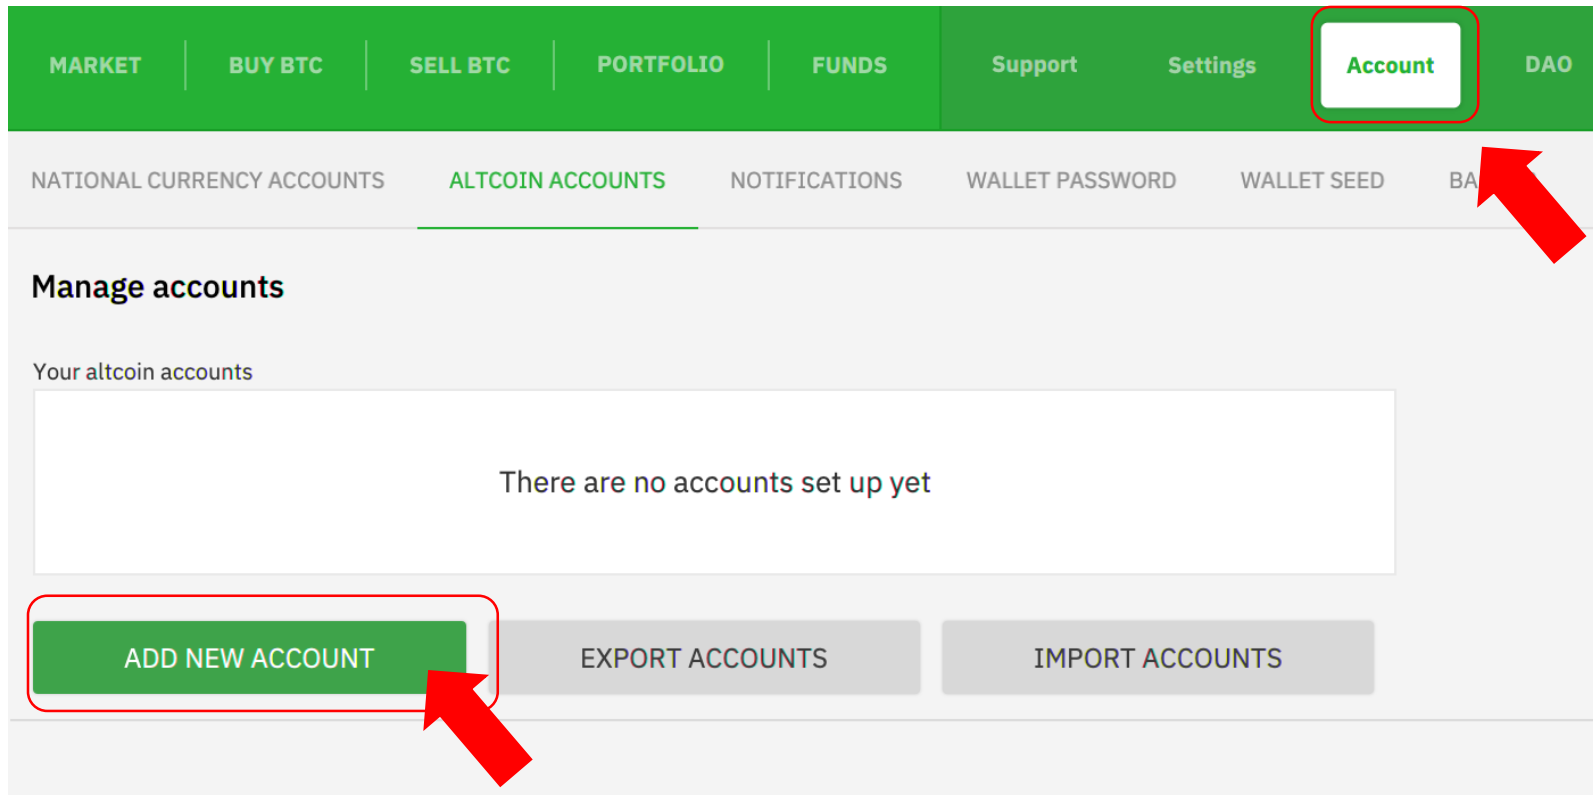 MARKET BUY BTC SELL BTC PORTFOLIO FUNDS Support Settings Account DAO
NATIONAL CURRENCY ACCOUNTS ALTCOIN ACCOUNTS NOTIFICATIONS WALLET PASSWORD WALLET SEED
Manage accounts
Your altcoin accounts
There are no accounts set up yet
ADD NEW ACCOUNT EXPORT ACCOUNTS IMPORT ACCOUNTS